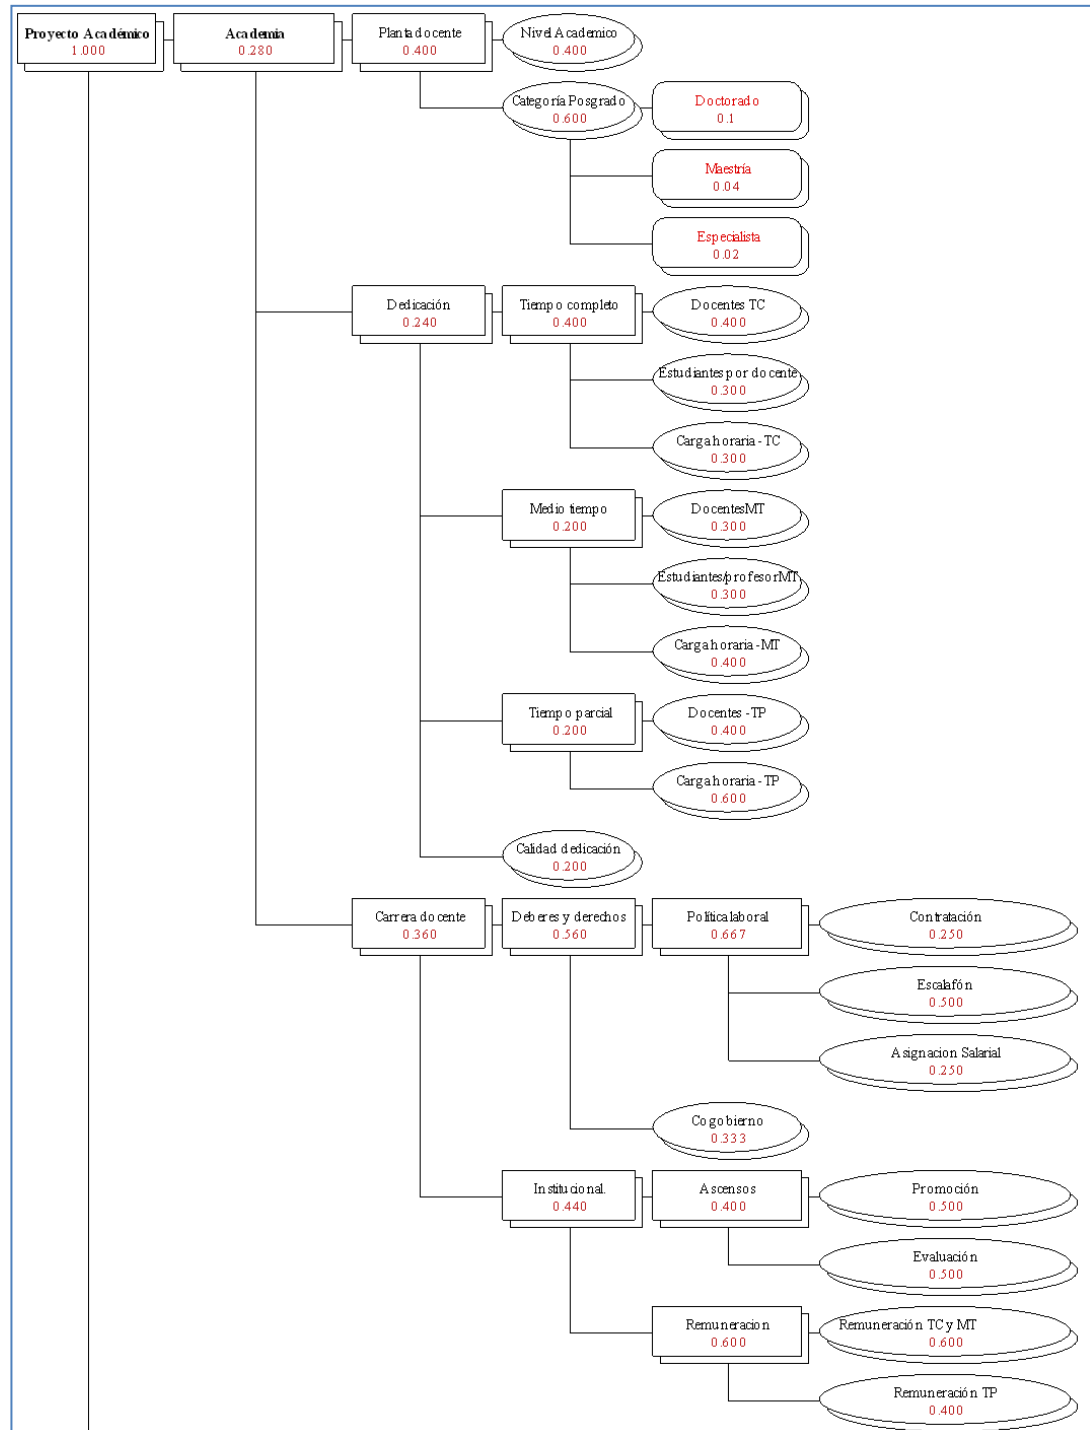 Proyecto Académico
1.000
Academia
0.280
Planta docente
0.400
Nivel Academico
0.400
Categoría Posgrado
0.600
Doctorado
0.1
Maestría
0.04
Especialista
0.02
Dedicación
0.240
Tiempo completo
0.400
Docentes TC
0.400
Estudiantes por docente
0.300
Carga horaria - TC
0.300
Medio tiempo
0.200
Docentes MT
0.300
Estudiantes/profesor MT
0.300
Carga horaria - MT
0.400
Tiempo parcial
0.200
Docentes - TP
0.400
Carga horaria - TP
0.600
Calidad dedicación
0.200
Carrera docente
0.360
Deberes y derechos
0.560
Política laboral
0.667
Contratación
0.250
Escalafón
0.500
Asignacion Salarial
0.250
Cogobierno
0.333
Institucional.
0.440
Ascensos
0.400
Promoción
0.500
Evaluación
0.500
Remuneracion
0.600
Remuneración TC y MT
0.600
Remuneración TP
0.400